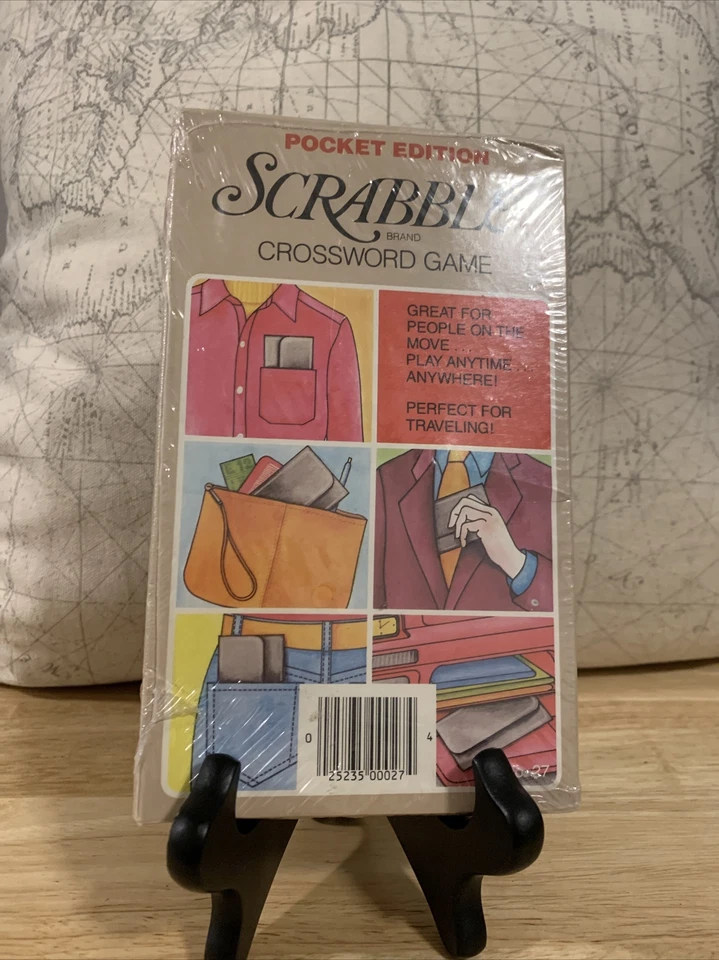 POCKET EDITION
SCRABBLE
BRAND
CROSSWORD GAME
GREAT FOR
PEOPLE ON THE
MOVE...
PLAY ANYTIME...
ANYWHERE!
PERFECT FOR
TRAVELING!
0 25235 00027 4